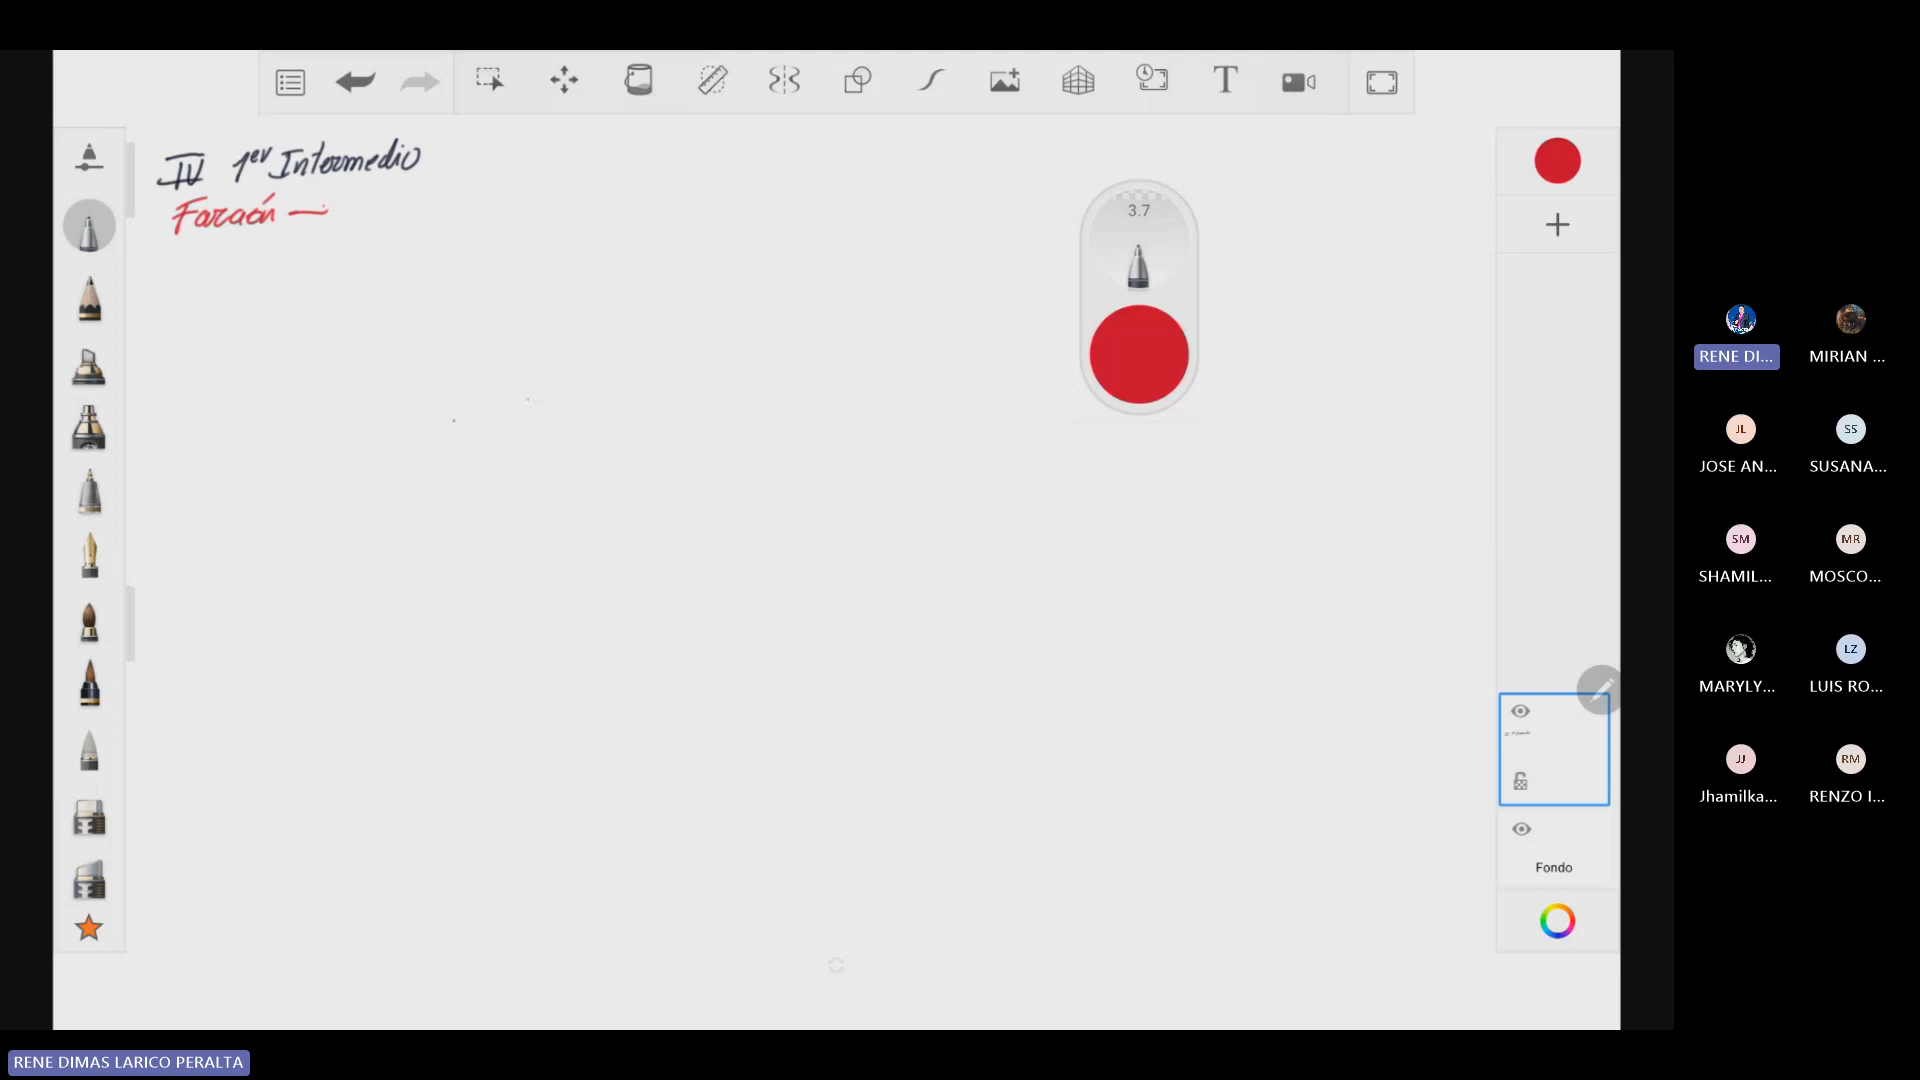 IV 1er Intermedio
Faraón —
3.7
T
Fondo
RENE DI...
MIRIAN ...
JL
SS
JOSE AN...
SUSANA...
SM
MR
SHAMIL...
MOSCO...
LZ
MARYLY...
LUIS RO...
JJ
RM
Jhamilka...
RENZO I...
RENE DIMAS LARICO PERALTA